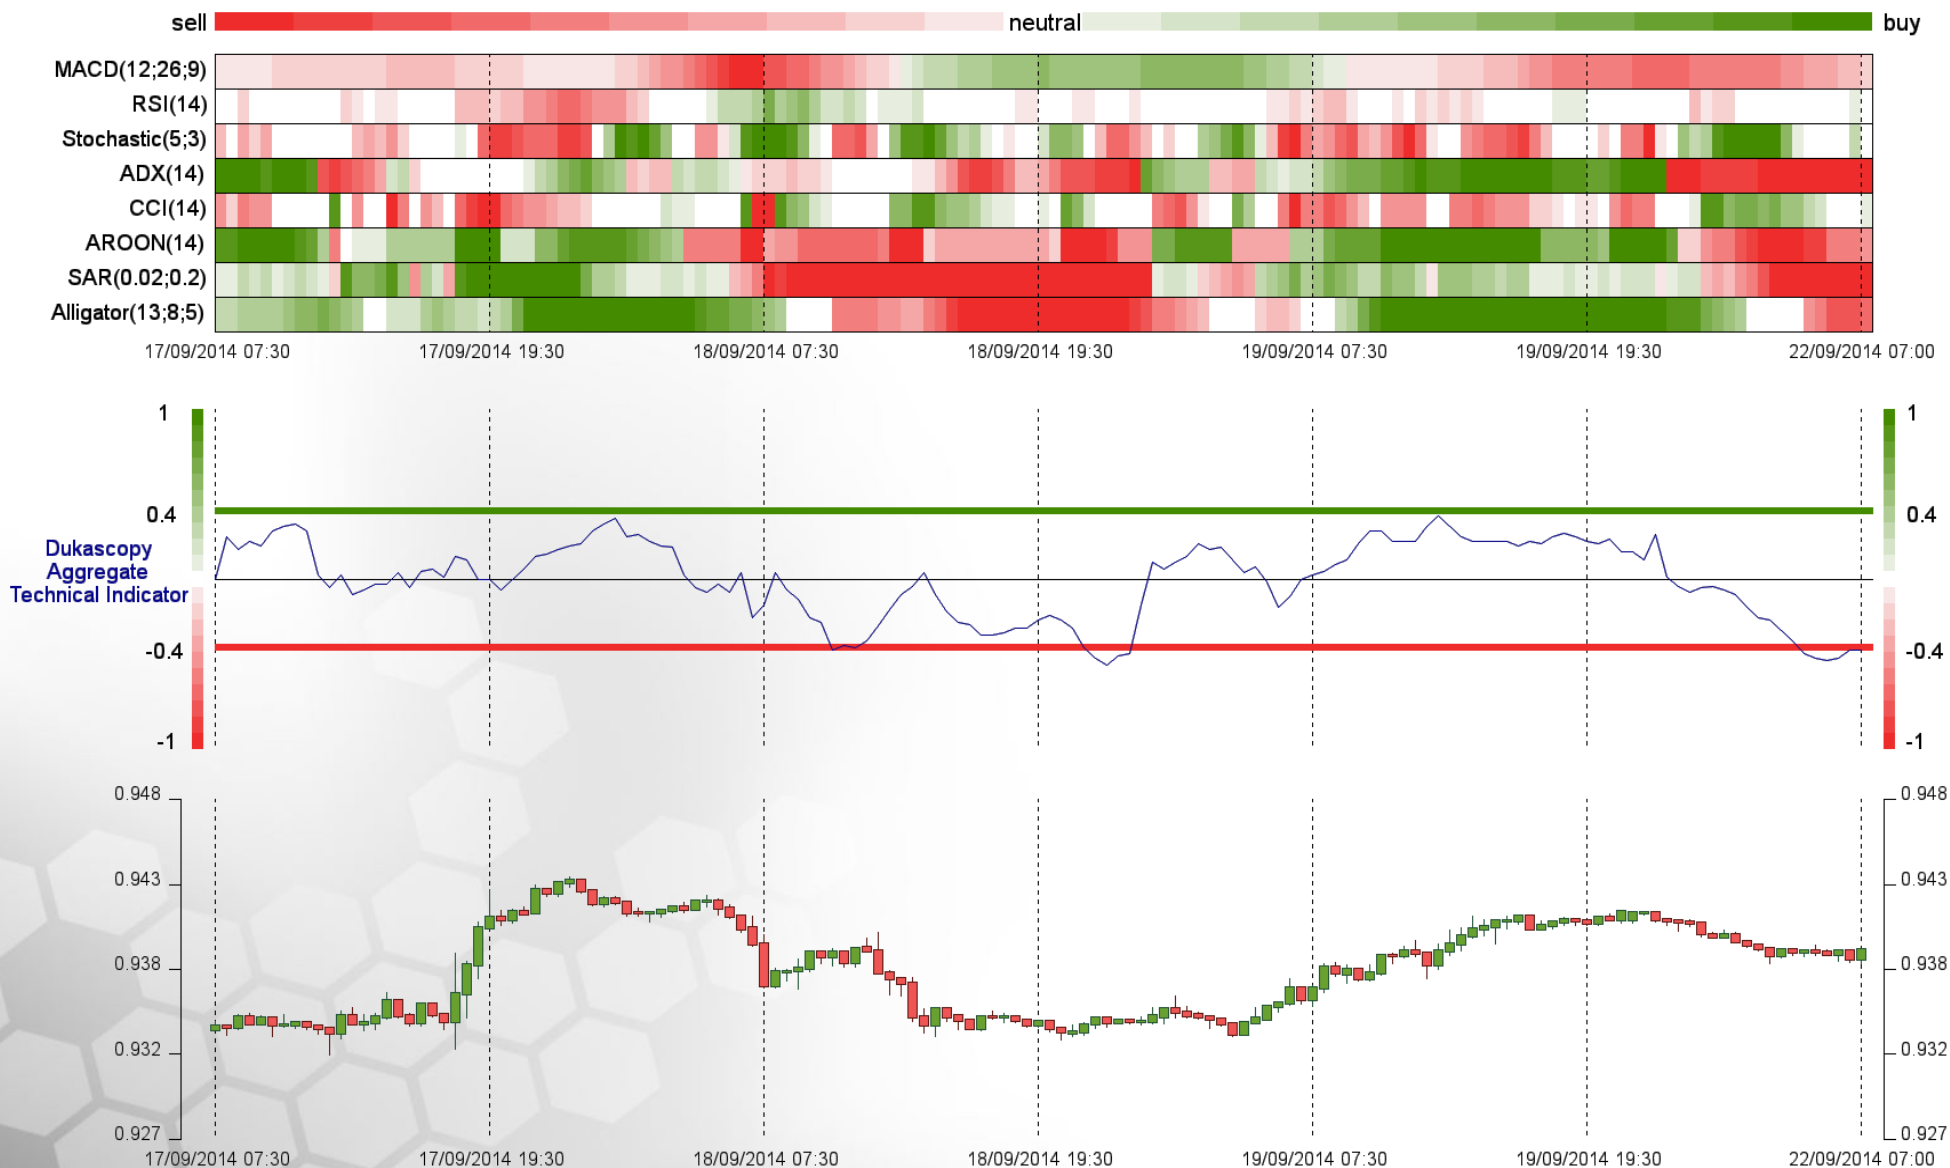 sell neutral buy
MACD(12;26;9)
RSI(14)
Stochastic(5;3)
ADX(14)
CCI(14)
AROON(14)
SAR(0.02;0.2)
Alligator(13;8;5)
17/09/2014 07:30 17/09/2014 19:30 18/09/2014 07:30 18/09/2014 19:30 19/09/2014 07:30 19/09/2014 19:30 22/09/2014 07:00
1 1
0.4 0.4
Dukascopy
Aggregate
Technical Indicator
-0.4 -0.4
-1 -1
0.948 0.948
0.943 0.943
0.938 0.938
0.932 0.932
0.927 0.927
17/09/2014 07:30 17/09/2014 19:30 18/09/2014 07:30 18/09/2014 19:30 19/09/2014 07:30 19/09/2014 19:30 22/09/2014 07:00